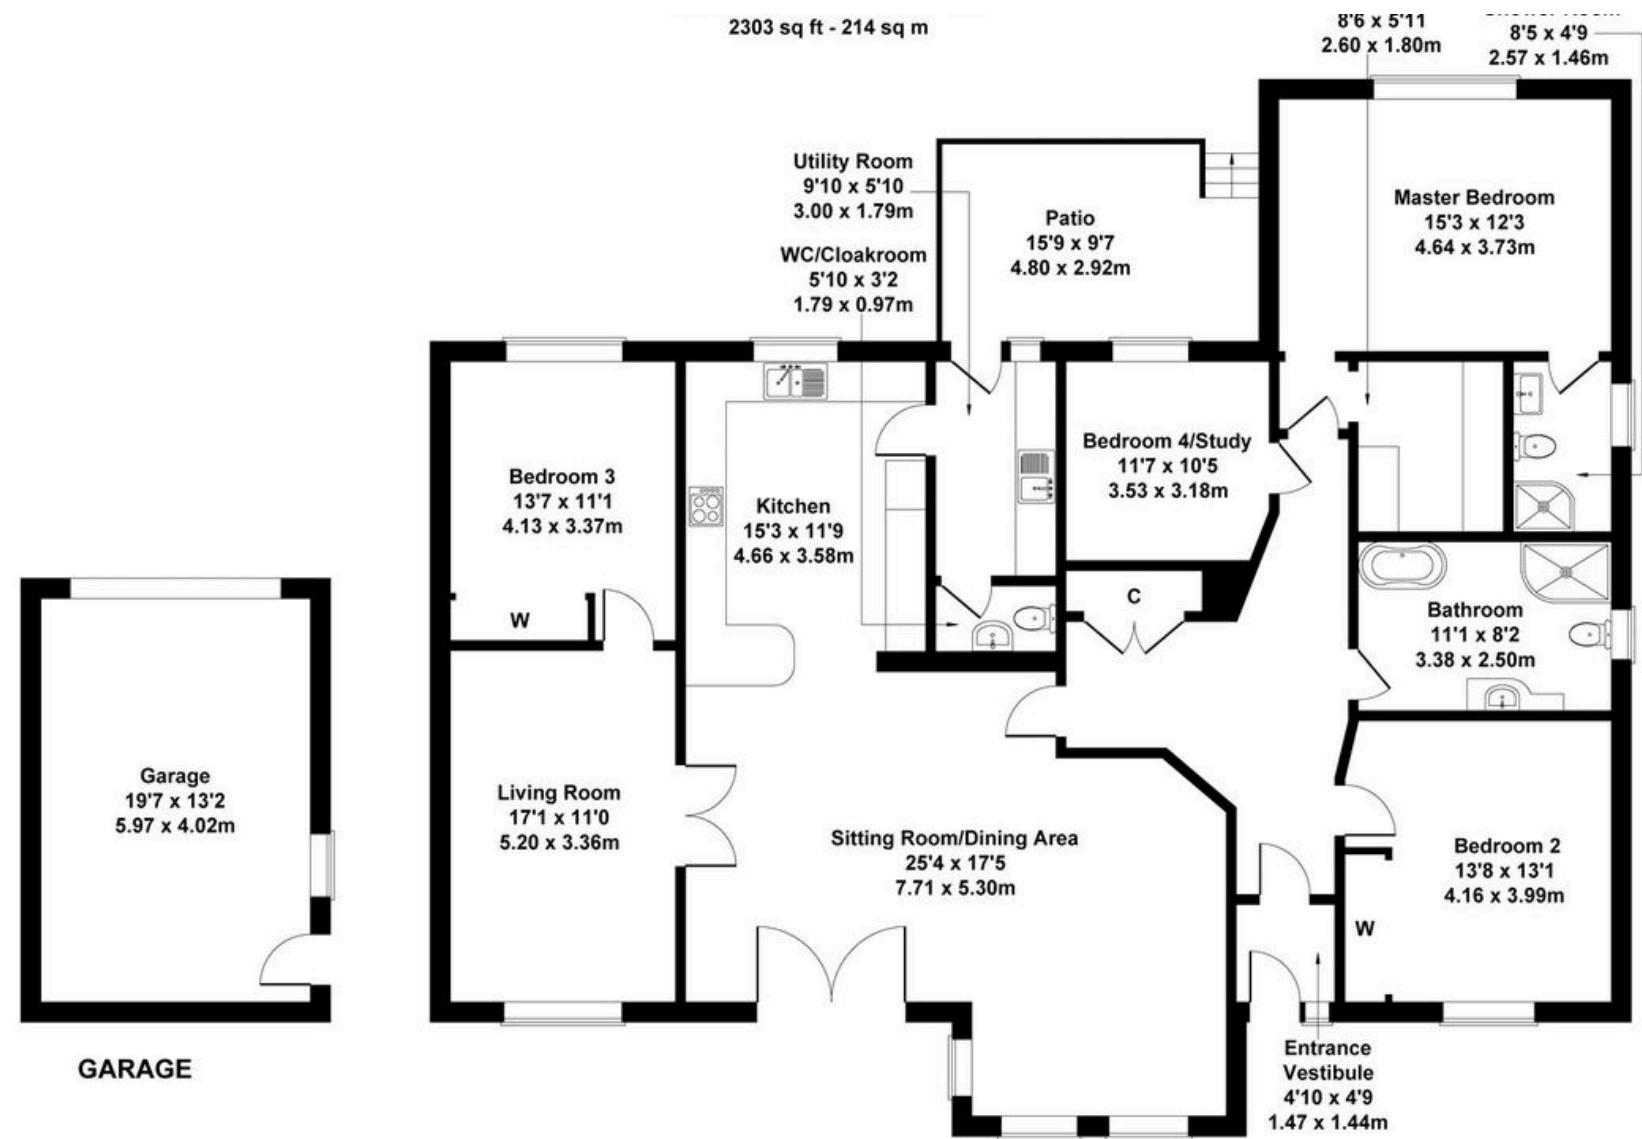 2303 sq ft - 214 sq m
8'6 x 5'11
2.60 x 1.80m
8'5 x 4'9
2.57 x 1.46m
Utility Room
9'10 x 5'10
3.00 x 1.79m
WC/Cloakroom
5'10 x 3'2
1.79 x 0.97m
Patio
15'9 x 9'7
4.80 x 2.92m
Master Bedroom
15'3 x 12'3
4.64 x 3.73m
Bedroom 3
13'7 x 11'1
4.13 x 3.37m
W
Kitchen
15'3 x 11'9
4.66 x 3.58m
Bedroom 4/Study
11'7 x 10'5
3.53 x 3.18m
C
Bathroom
11'1 x 8'2
3.38 x 2.50m
Garage
19'7 x 13'2
5.97 x 4.02m
Living Room
17'1 x 11'0
5.20 x 3.36m
Sitting Room/Dining Area
25'4 x 17'5
7.71 x 5.30m
Bedroom 2
13'8 x 13'1
4.16 x 3.99m
W
GARAGE
Entrance
Vestibule
4'10 x 4'9
1.47 x 1.44m